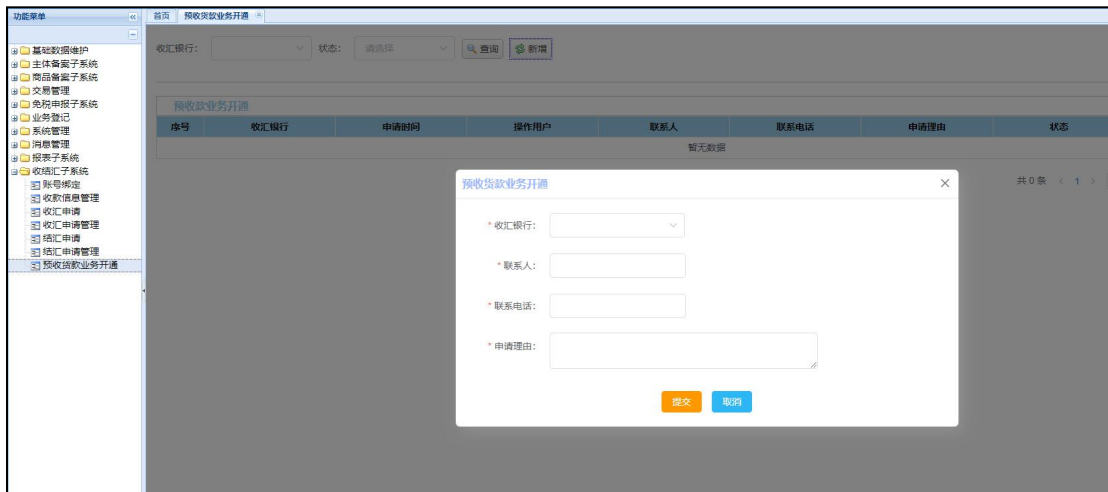 功能菜单
首页 预收货款业务开通
基础数据维护
主体备案子系统
商品备案子系统
交易管理
免税申报子系统
业务登记
系统管理
消息管理
报表子系统
收结汇子系统
账号绑定
收款信息管理
收汇申请
收汇申请管理
结汇申请
结汇申请管理
预收货款业务开通
收汇银行： 状态： 请选择 查询 新增
预收款业务开通
序号 收汇银行 申请时间 操作用户 联系人 联系电话 申请理由 状态
暂无数据
共 0 条 < 1 >
预收货款业务开通
* 收汇银行：
* 联系人：
* 联系电话：
* 申请理由：
提交 取消